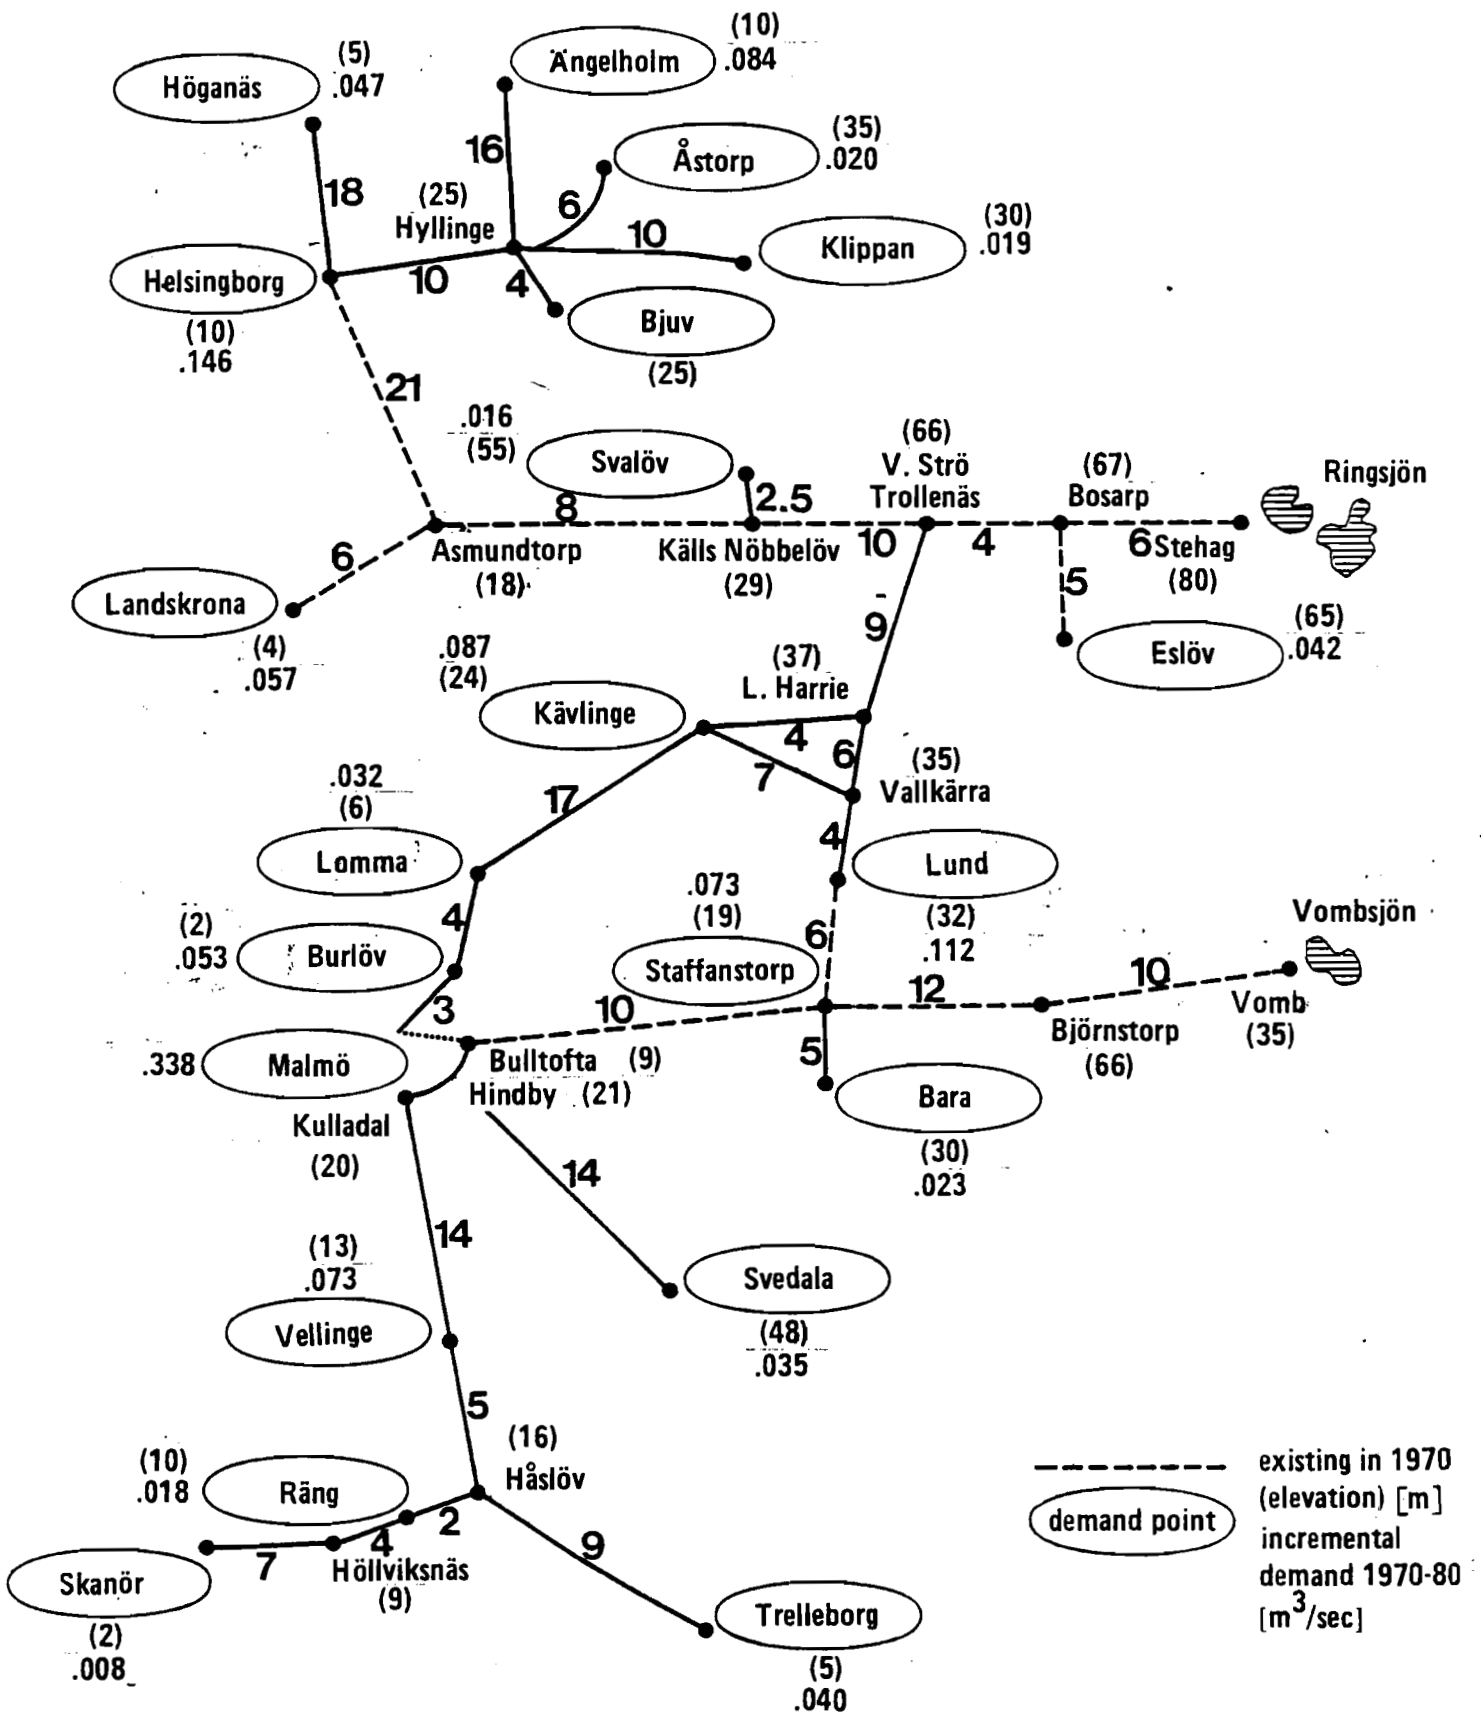 (10)
Ängelholm
.084
(5)
Höganäs
.047
(35)
Åstorp
.020
16
18
(25)
Hyllinge
6
10
(30)
Klippan
.019
Helsingborg
10
4
(10)
.146
Bjuv
(25)
21
.016
(55)
Svalöv
2.5
8
(66)
V. Strö
Trollenäs
(67)
Bosarp
Ringsjön
Asmundtorp
(18)
Källs Nöbbelöv
(29)
10
4
6
Stehag
(80)
6
5
Landskrona
(4)
.057
9
(65)
Eslöv
.042
.087
(24)
Kävlinge
(37)
L. Harrie
4
6
7
(35)
Vallkärra
.032
(6)
17
Lomma
4
Lund
(32)
.112
.073
(19)
Staffanstorp
6
Vombsjön
(2)
.053
Burlöv
4
3
10
12
10
Vomb
(35)
Björnstorp
(66)
.338
Malmö
Bulltofta (9)
Hindby (21)
5
Bara
(30)
.023
Kulladal
(20)
14
14
(13)
.073
Vellinge
Svedala
(48)
.035
5
(16)
Håslöv
(10)
.018
Räng
2
4
7
Höllviksnäs
(9)
9
Skanör
(2)
.008
Trelleborg
(5)
.040
existing in 1970
(elevation) [m]
demand point
incremental
demand 1970-80
[m³/sec]